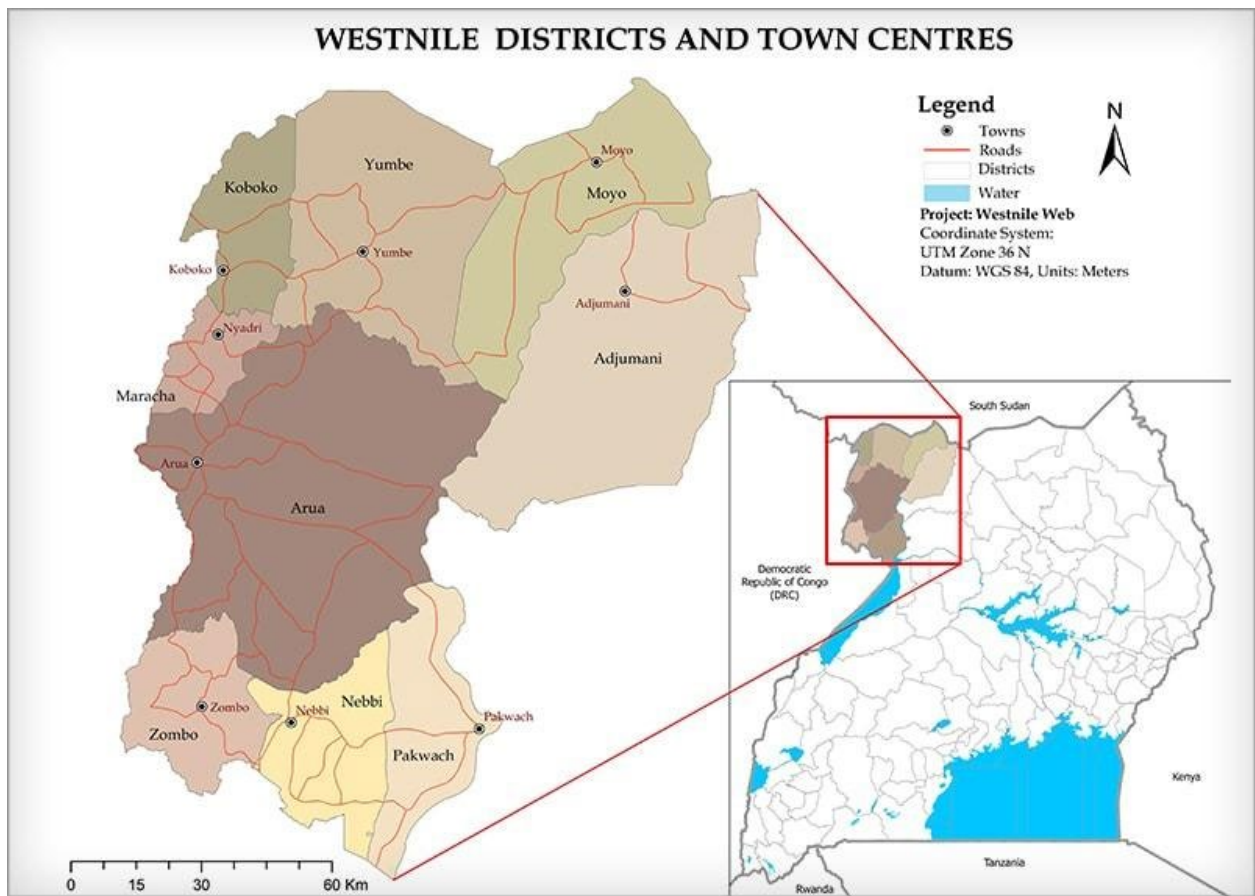 WESTNILE DISTRICTS AND TOWN CENTRES
Legend
Towns
Roads
Districts
Water
Project: Westnile Web
Coordinate System:
UTM Zone 36 N
Datum: WGS 84, Units: Meters
N
Moyo
Yumbe
Koboko
Moyo
Yumbe
Koboko
Adjumani
Nyadri
Adjumani
Maracha
Arua
Arua
Nebbi
Zombo
Nebbi
Pakwach
Zombo
Pakwach
0 15 30 60 Km
South Sudan
Democratic
Republic of Congo
(DRC)
Kenya
Tanzania
Rwanda